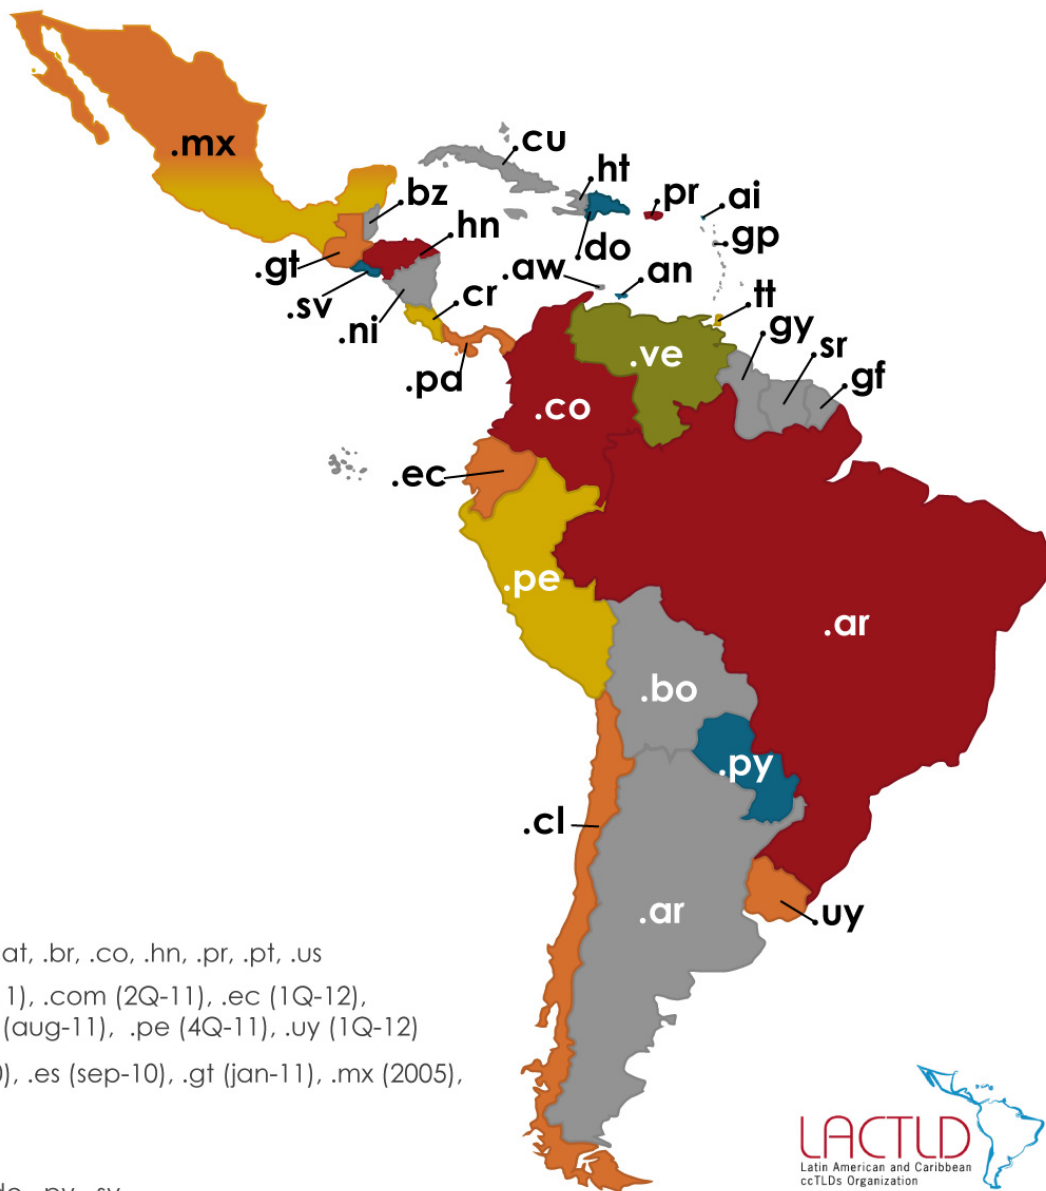 .mx
.cu
ht
pr
.ai
.bz
.hn
.gp
do
.gt
.aw
an
.sv
.cr
tt
.ni
gy
.ve
.sr
.pa
gf
.co
.ec
.pe
.ar
.bo
.py
.cl
.ar
.uy
at, .br, .co, .hn, .pr, .pt, .us
1), .com (2Q-11), .ec (1Q-12),
(aug-11), .pe (4Q-11), .uy (1Q-12)
), .es (sep-10), .gt (jan-11), .mx (2005),
LACTLD
Latin American and Caribbean
ccTLDs Organization